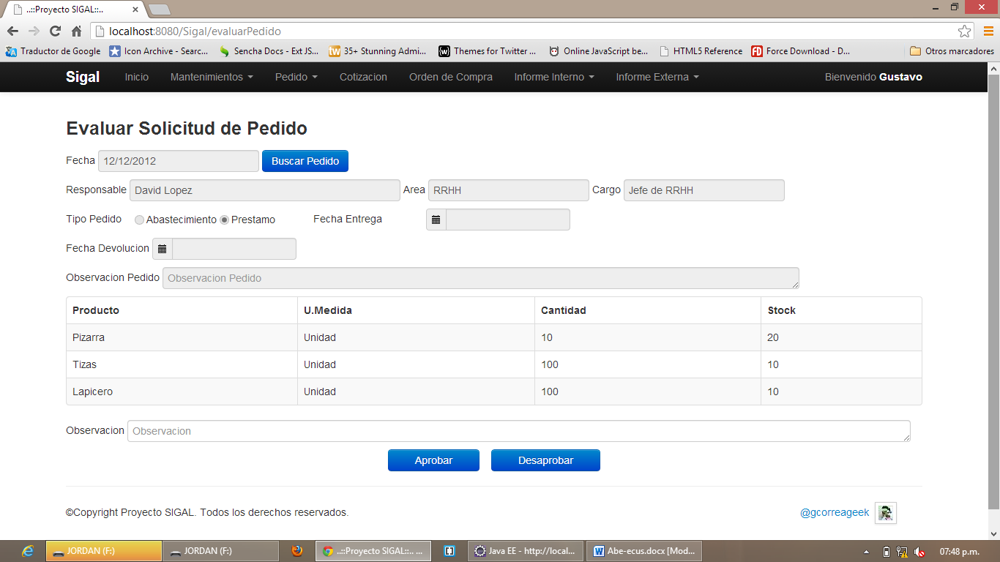 ..::Proyecto SIGAL::..
localhost:8080/Sigal/evaluarPedido
Traductor de Google Icon Archive - Searc... Sencha Docs - Ext JS... 35+ Stunning Admi... Themes for Twitter ... Online JavaScript be... HTML5 Reference Force Download - D... Otros marcadores
Sigal Inicio Mantenimientos Pedido Cotizacion Orden de Compra Informe Interno Informe Externa Bienvenido Gustavo
Evaluar Solicitud de Pedido
Fecha 12/12/2012 Buscar Pedido
Responsable David Lopez Area RRHH Cargo Jefe de RRHH
Tipo Pedido Abastecimiento Prestamo Fecha Entrega
Fecha Devolucion
Observacion Pedido Observacion Pedido
Producto U.Medida Cantidad Stock
Pizarra Unidad 10 20
Tizas Unidad 100 10
Lapicero Unidad 100 10
Observacion Observacion
Aprobar Desaprobar
©Copyright Proyecto SIGAL. Todos los derechos reservados. @gcorreageek
JORDAN (F:) JORDAN (F:) ..::Proyecto SIGAL::.. ... Java EE - http://local... Abe-ecus.docx [Mod... 07:48 p.m.